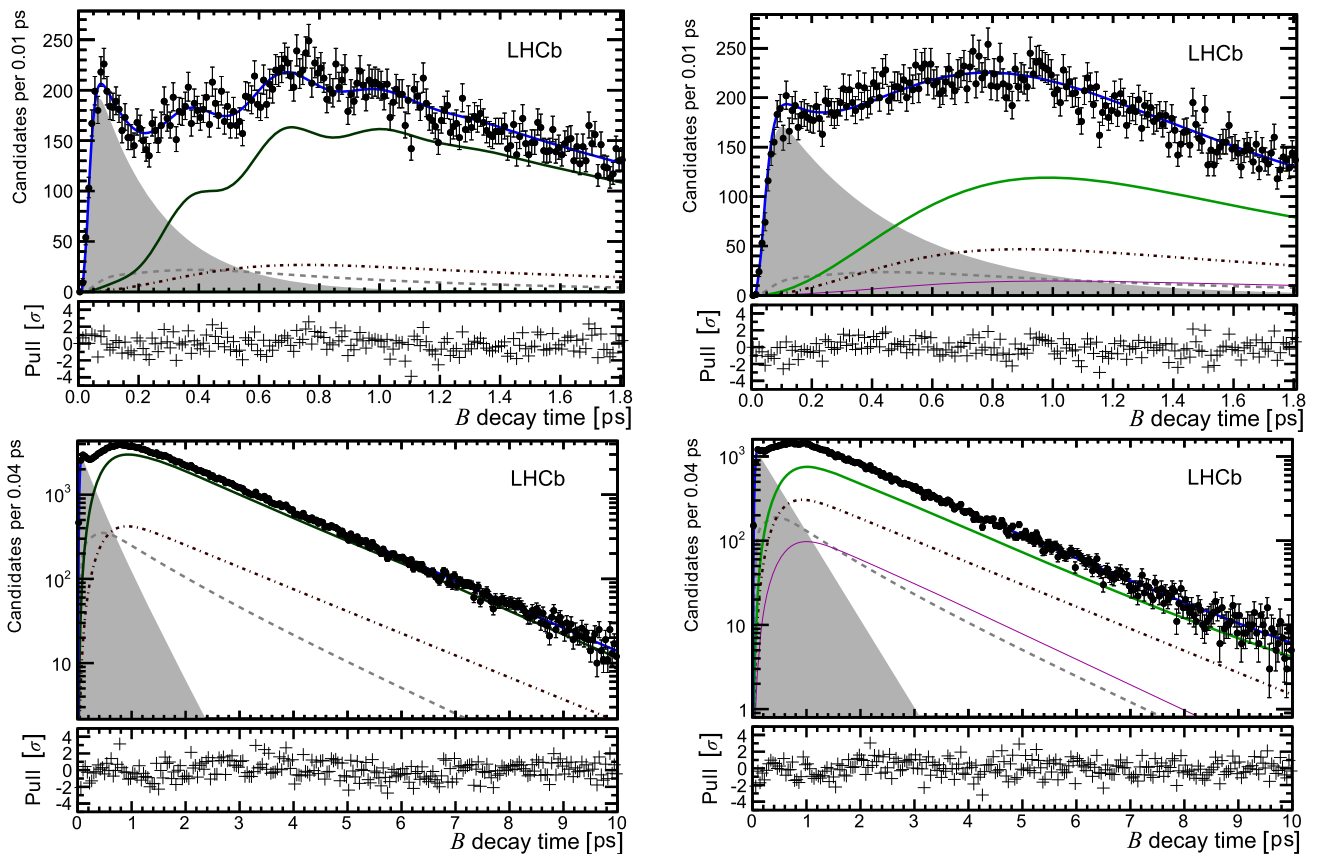 Candidates per 0.01 ps
250
200
150
100
50
0
LHCb
Pull [σ]
4
2
0
-2
-4
0.0 0.2 0.4 0.6 0.8 1.0 1.2 1.4 1.6 1.8
B decay time [ps]
Candidates per 0.01 ps
250
200
150
100
50
0
LHCb
Pull [σ]
4
2
0
-2
-4
0.0 0.2 0.4 0.6 0.8 1.0 1.2 1.4 1.6 1.8
B decay time [ps]
Candidates per 0.04 ps
10³
10²
10
LHCb
Pull [σ]
4
2
0
-2
-4
0 1 2 3 4 5 6 7 8 9 10
B decay time [ps]
Candidates per 0.04 ps
10³
10²
10
1
LHCb
Pull [σ]
4
2
0
-2
-4
0 1 2 3 4 5 6 7 8 9 10
B decay time [ps]